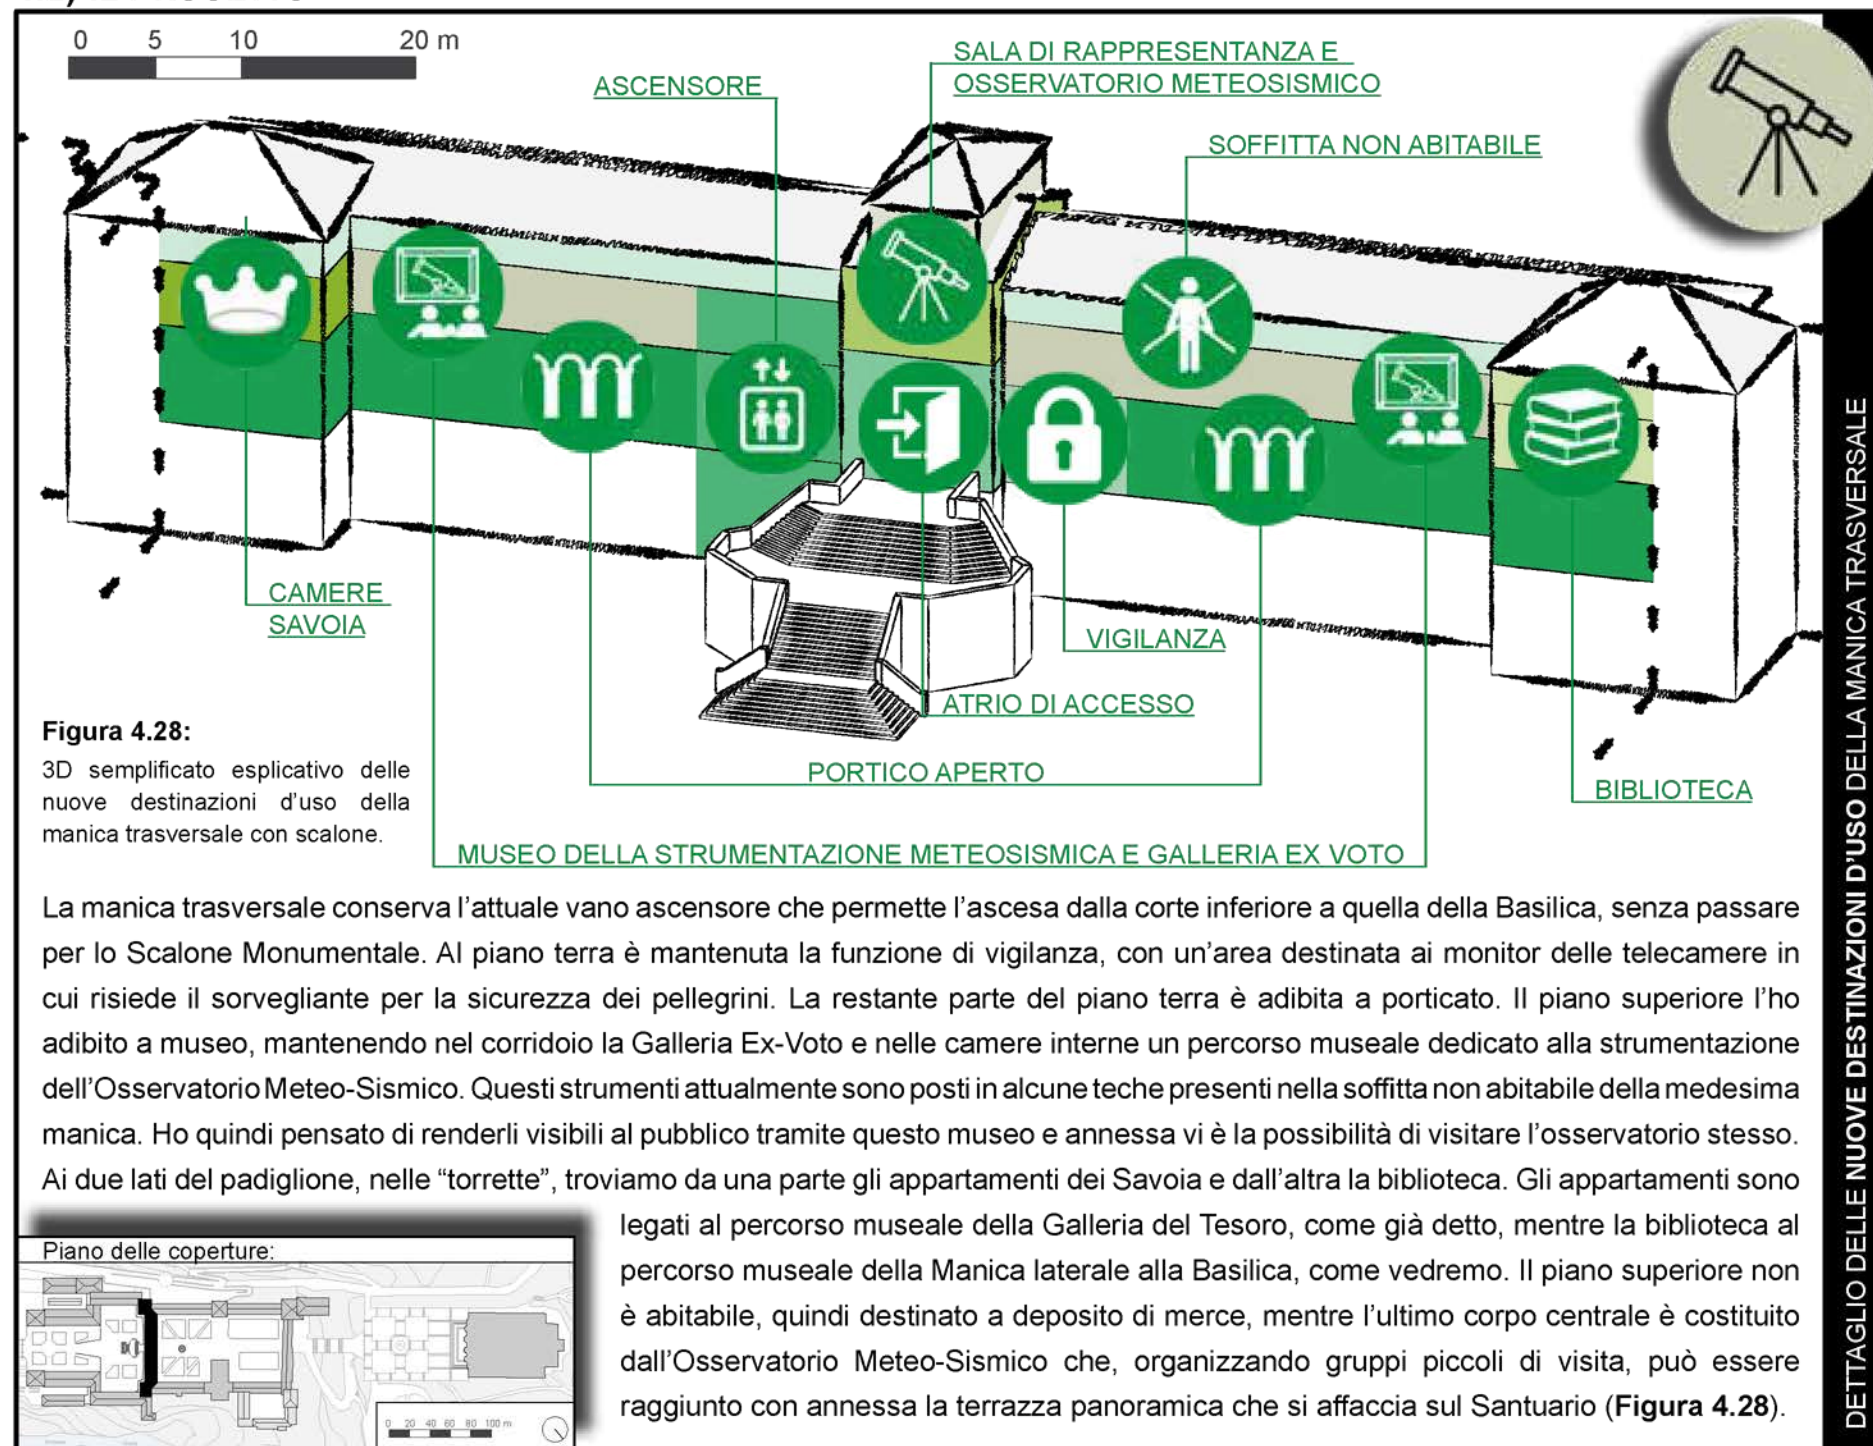 0 5 10 20 m
ASCENSORE
SALA DI RAPPRESENTANZA E
OSSERVATORIO METEOSISMICO
SOFFITTA NON ABITABILE
CAMERE
SAVOIA
VIGILANZA
ATRIO DI ACCESSO
PORTICO APERTO
BIBLIOTECA
MUSEO DELLA STRUMENTAZIONE METEOSISMICA E GALLERIA EX VOTO
Figura 4.28:
3D semplificato esplicativo delle
nuove destinazioni d'uso della
manica trasversale con scalone.
La manica trasversale conserva l'attuale vano ascensore che permette l'ascesa dalla corte inferiore a quella della Basilica, senza passare
per lo Scalone Monumentale. Al piano terra è mantenuta la funzione di vigilanza, con un'area destinata ai monitor delle telecamere in
cui risiede il sorvegliante per la sicurezza dei pellegrini. La restante parte del piano terra è adibita a porticato. Il piano superiore l'ho
adibito a museo, mantenendo nel corridoio la Galleria Ex-Voto e nelle camere interne un percorso museale dedicato alla strumentazione
dell'Osservatorio Meteo-Sismico. Questi strumenti attualmente sono posti in alcune teche presenti nella soffitta non abitabile della medesima
manica. Ho quindi pensato di renderli visibili al pubblico tramite questo museo e annessa vi è la possibilità di visitare l'osservatorio stesso.
Ai due lati del padiglione, nelle “torrette”, troviamo da una parte gli appartamenti dei Savoia e dall'altra la biblioteca. Gli appartamenti sono
legati al percorso museale della Galleria del Tesoro, come già detto, mentre la biblioteca al
percorso museale della Manica laterale alla Basilica, come vedremo. Il piano superiore non
è abitabile, quindi destinato a deposito di merce, mentre l'ultimo corpo centrale è costituito
dall'Osservatorio Meteo-Sismico che, organizzando gruppi piccoli di visita, può essere
raggiunto con annessa la terrazza panoramica che si affaccia sul Santuario (Figura 4.28).
Piano delle coperture:
0 20 40 60 80 100 m
DETTAGLIO DELLE NUOVE DESTINAZIONI D'USO DELLA MANICA TRASVERSALE